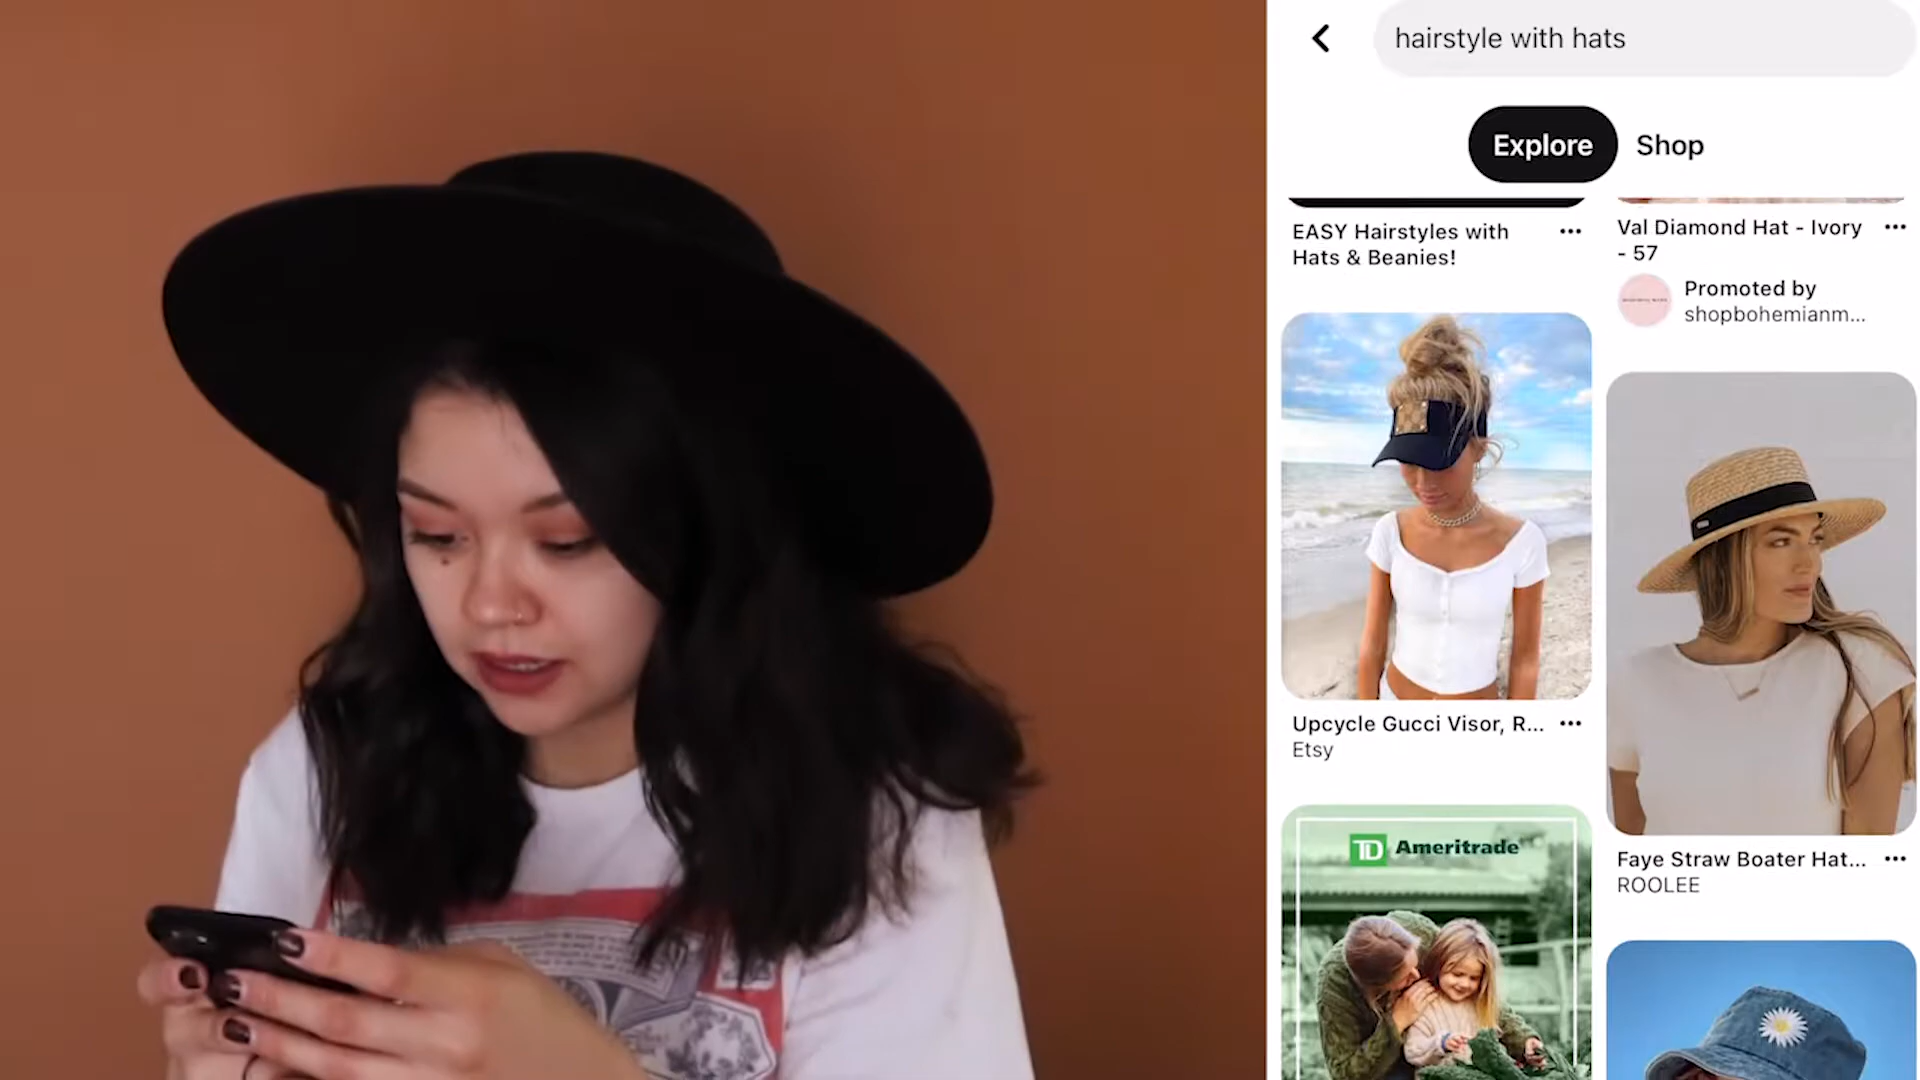 hairstyle with hats
Explore
Shop
EASY Hairstyles with
Hats & Beanies!
Val Diamond Hat - Ivory
- 57
Promoted by
shopbohemianm...
Upcycle Gucci Visor, R...
Etsy
Faye Straw Boater Hat...
ROOLEE
TD Ameritrade